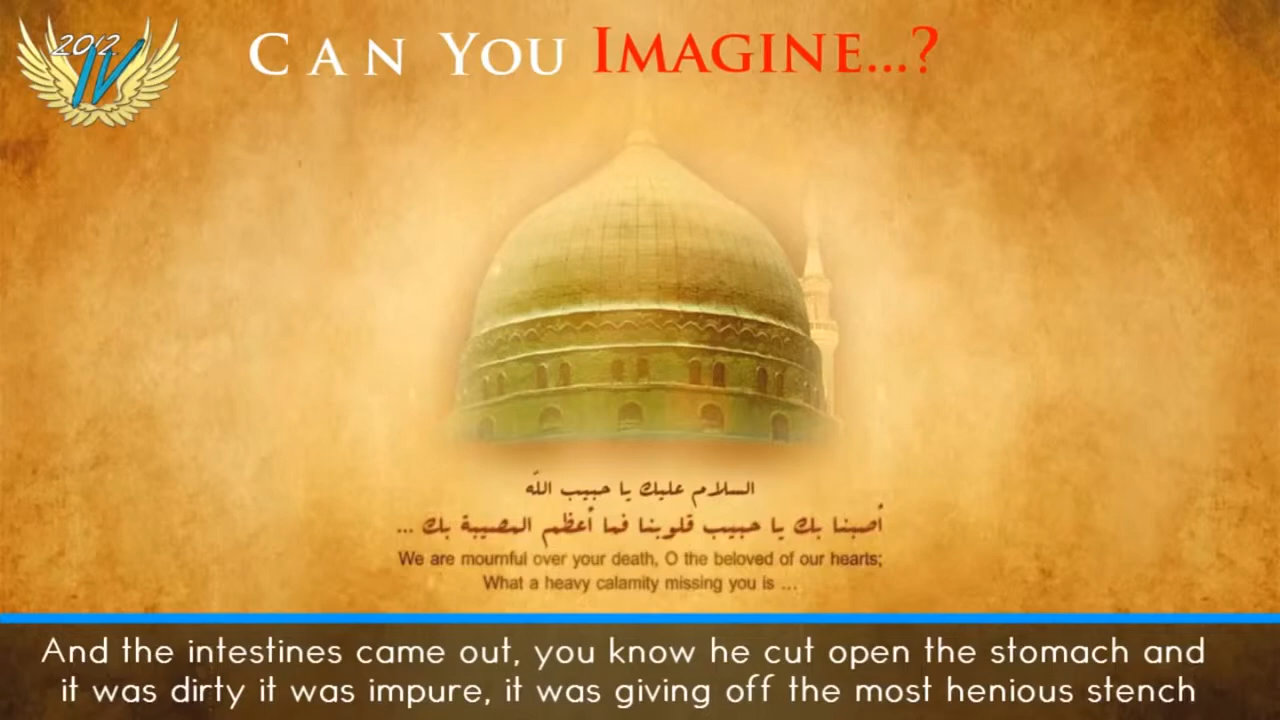 2012
IV
CAN YOU IMAGINE...?
السلام عليك يا حبيب الله
أصبنا بك يا حبيب قلوبنا فما أعظم المصيبة بك ...
We are mournful over your death, O the beloved of our hearts;
What a heavy calamity missing you is ...
And the intestines came out, you know he cut open the stomach and
it was dirty it was impure, it was giving off the most henious stench